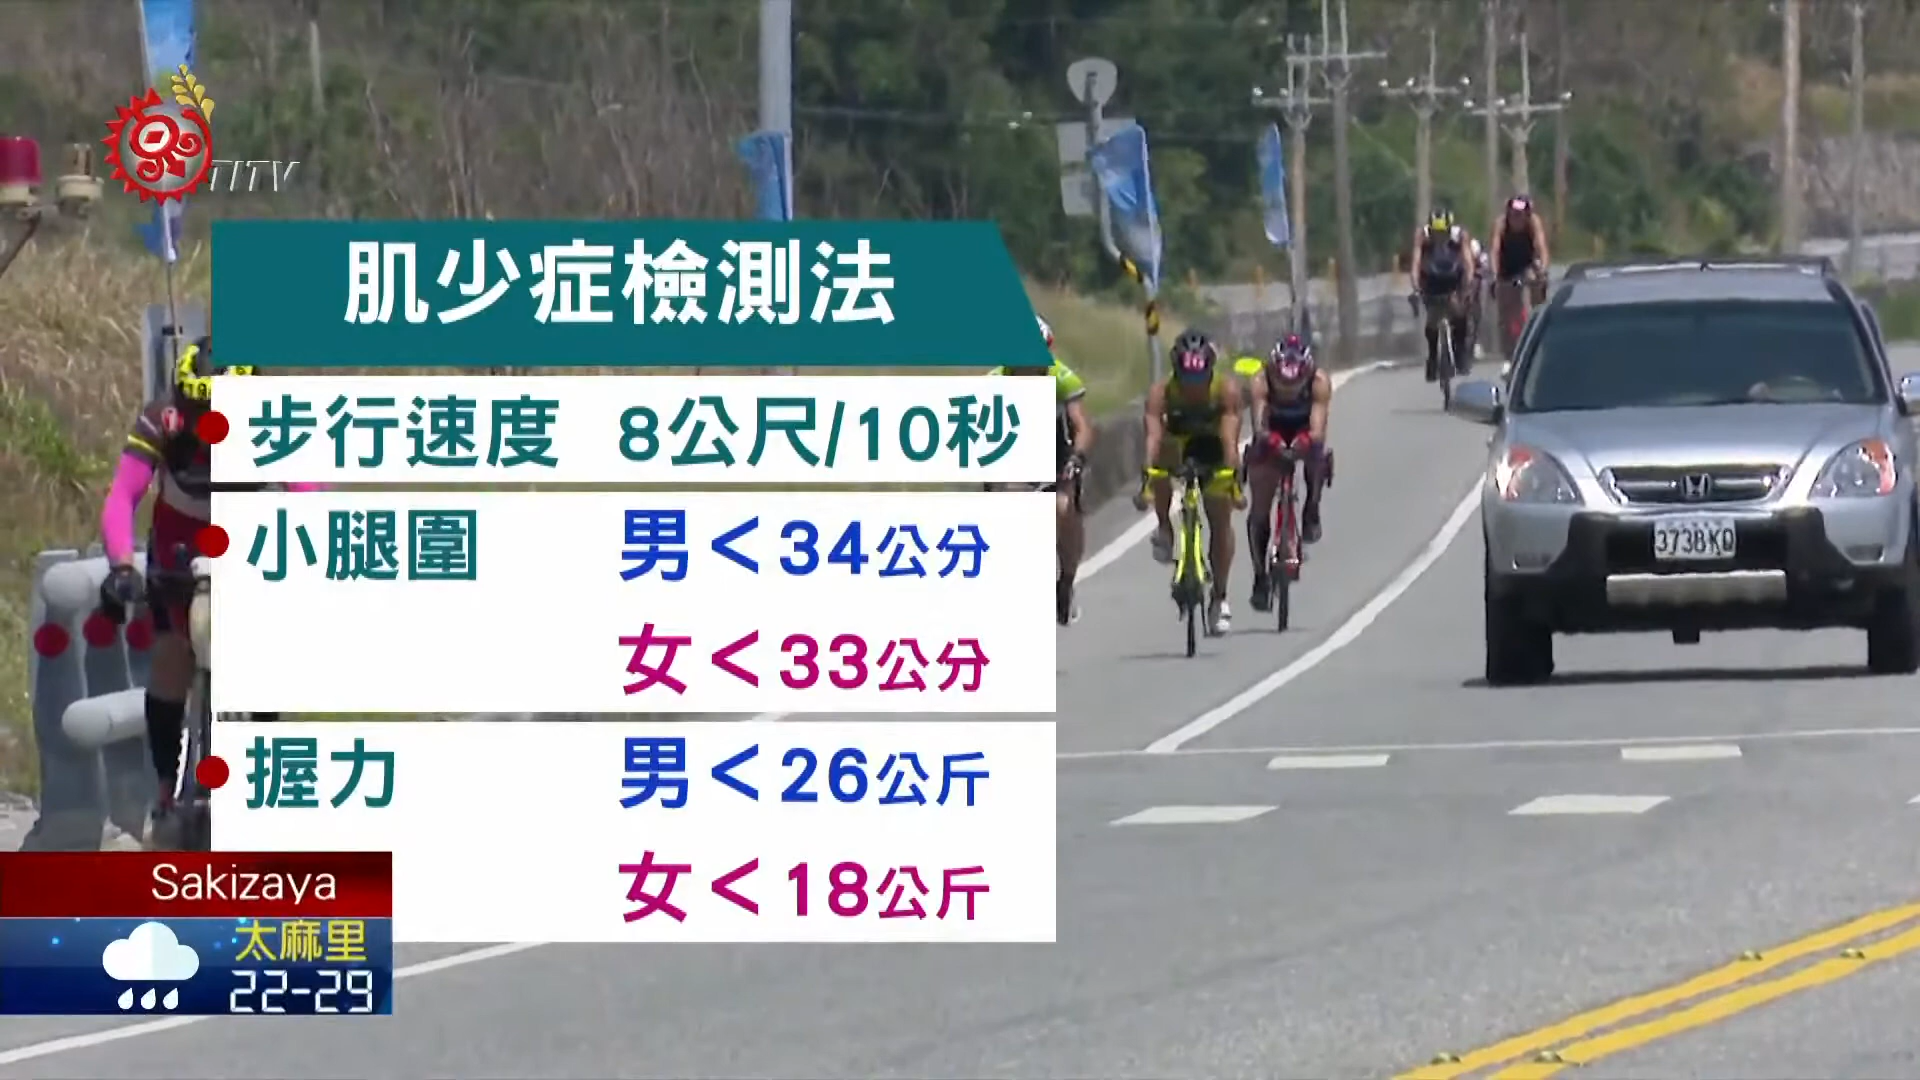 TITV
肌少症檢測法
步行速度 8公尺/10秒
小腿圍 男<34公分
女<33公分
握力 男<26公斤
女<18公斤
3738KQ
Sakizaya
太麻里
22-29